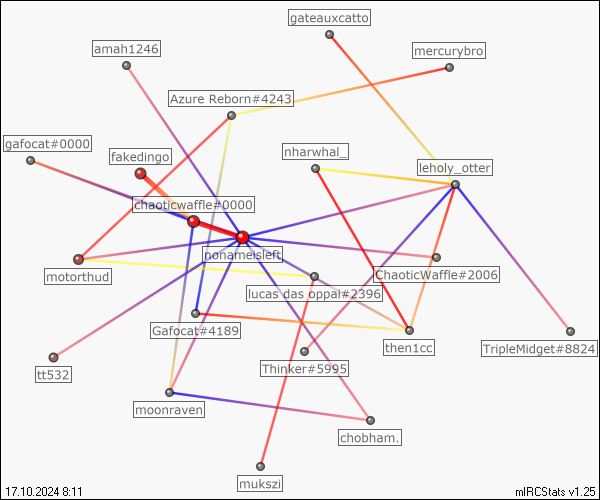 gateauxcatto
amah1246
mercurybro
Azure Reborn#4243
gafocat#0000
fakedingo
nharwhal_
leholy_otter
chaoticwaffle#0000
nonameisleft
motorthud
ChaoticWaffle#2006
lucas das oppai#2396
Gafocat#4189
then1cc
TripleMidget#8824
tt532
Thinker#5995
moonraven
chobham.
mukszi
17.10.2024 8:11
mIRCStats v1.25